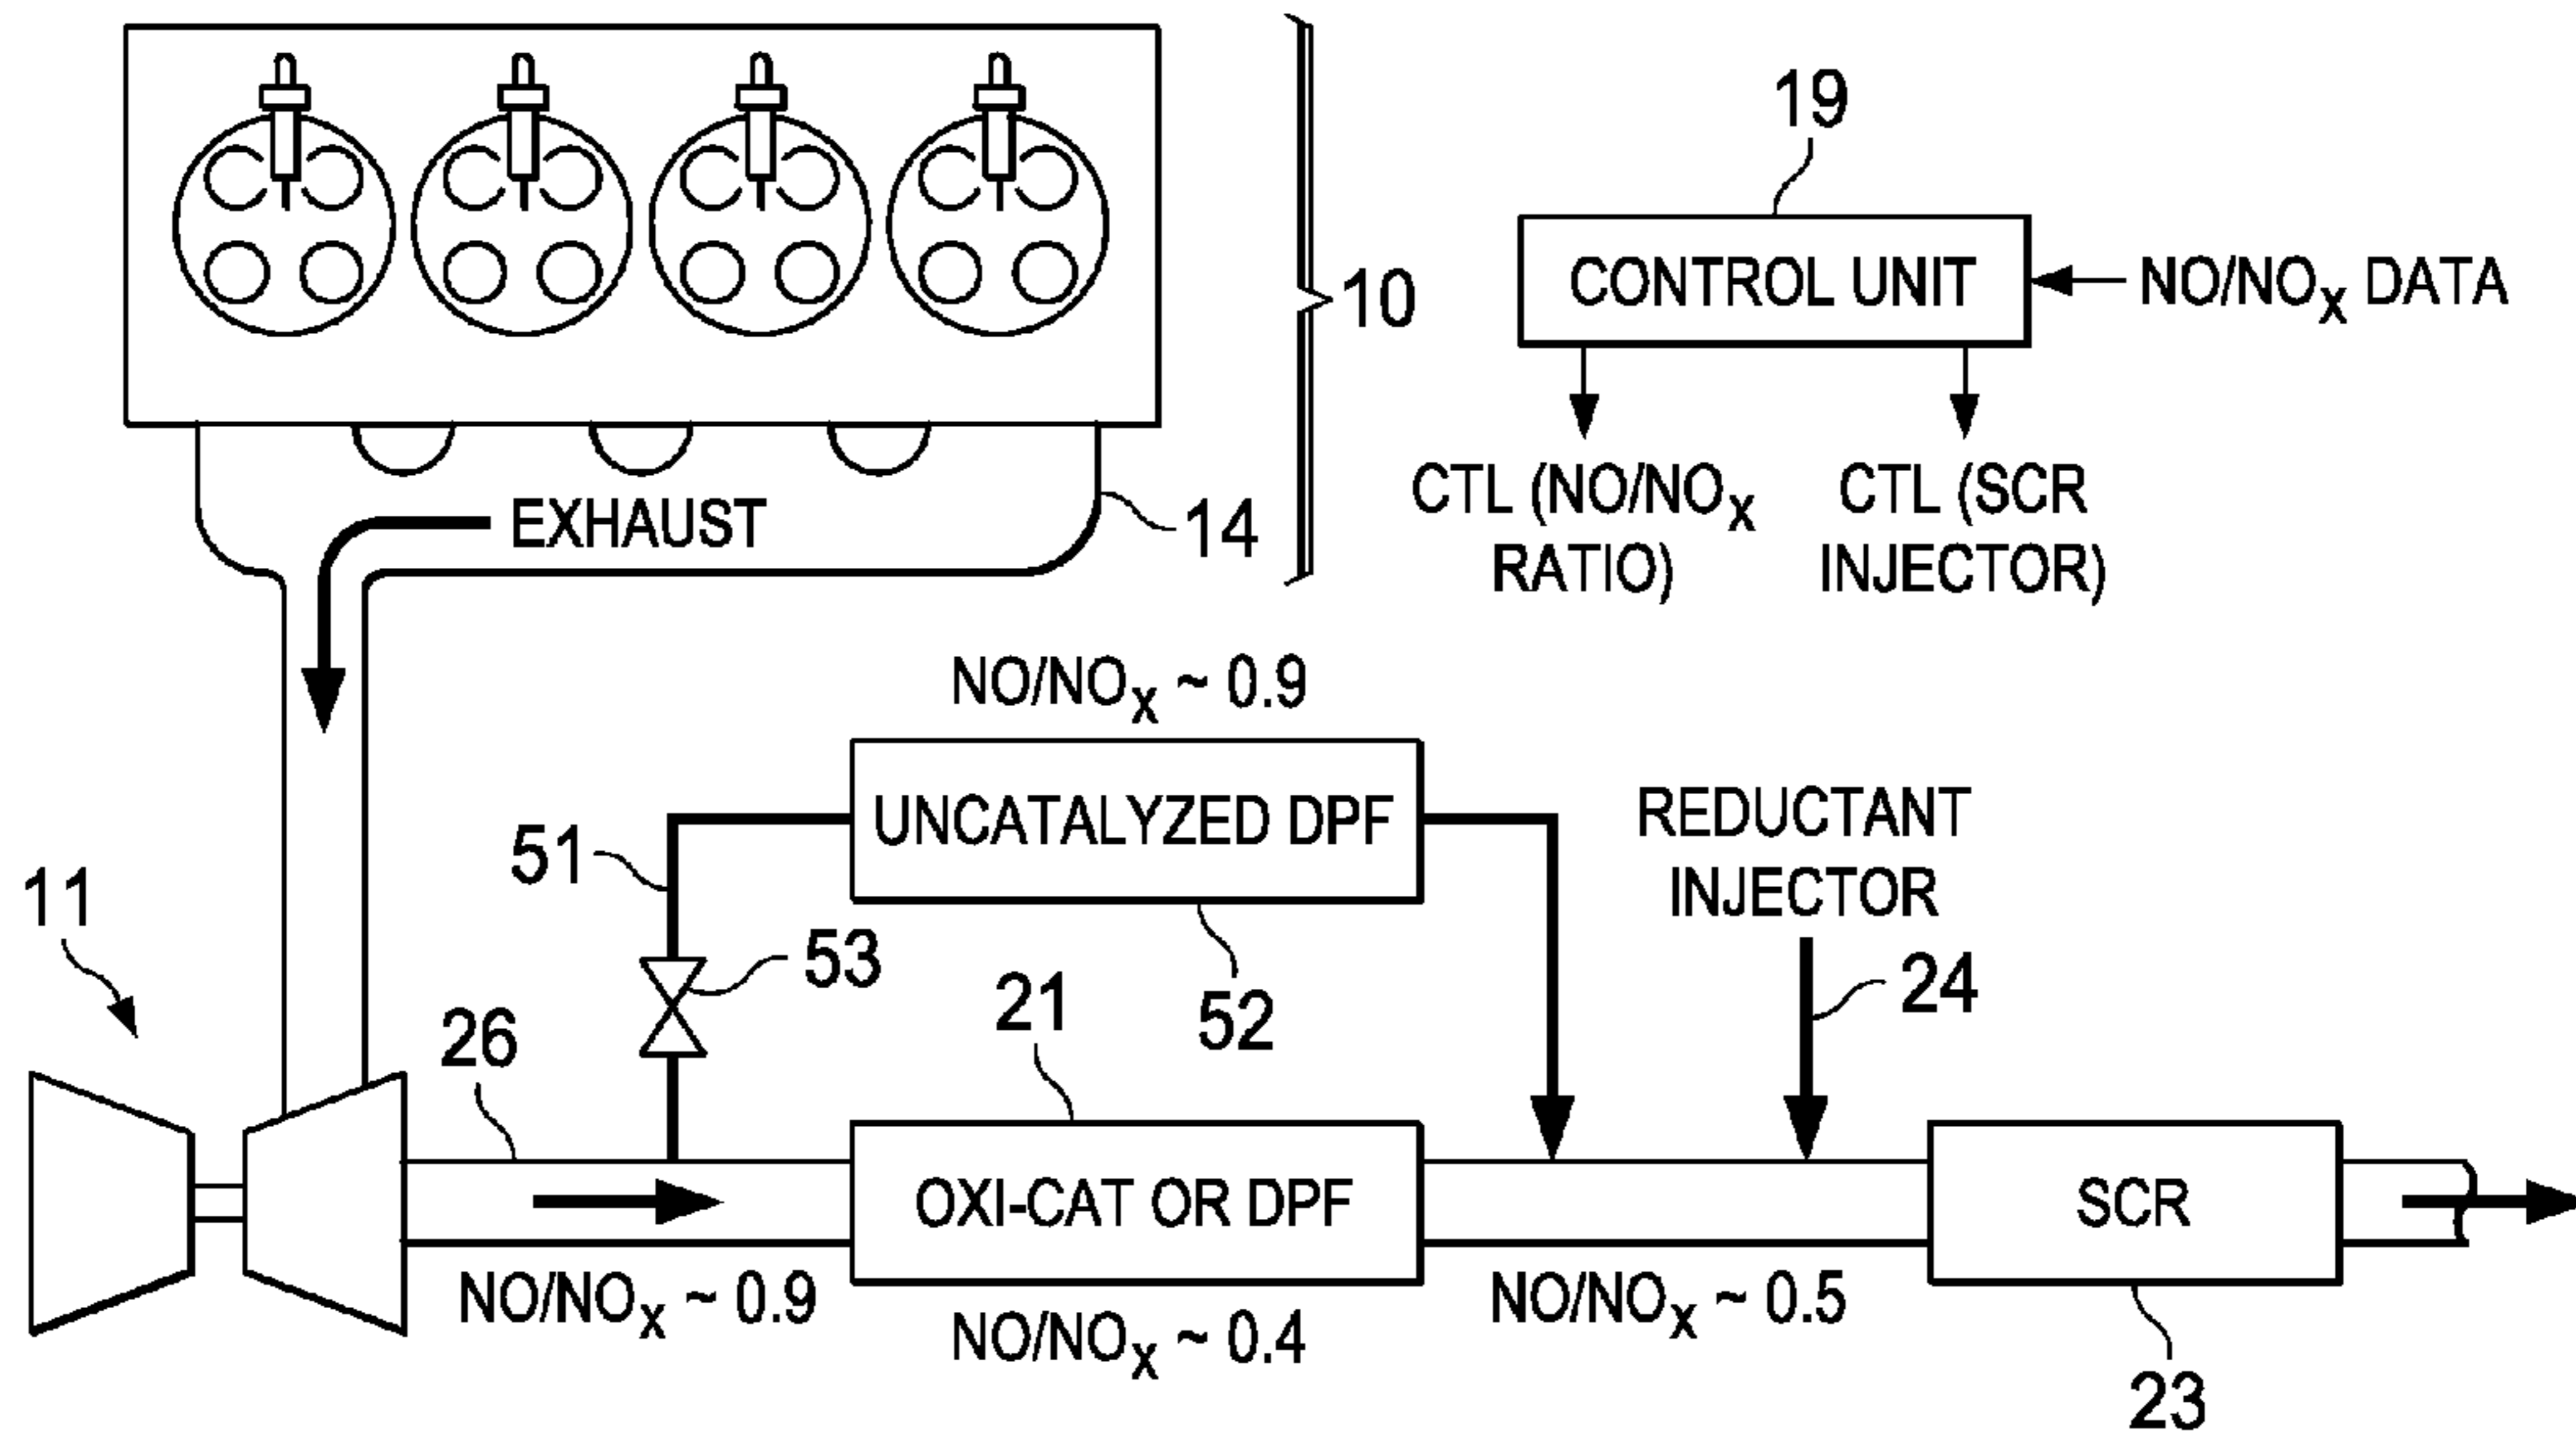 19
CONTROL UNIT
NO/NOX DATA
10
CTL (NO/NOX
RATIO)
CTL (SCR
INJECTOR)
EXHAUST
14
NO/NOX ~ 0.9
UNCATALYZED DPF
REDUCTANT
INJECTOR
51
11
53
52
24
26
21
OXI-CAT OR DPF
SCR
NO/NOX ~ 0.9
NO/NOX ~ 0.4
NO/NOX ~ 0.5
23